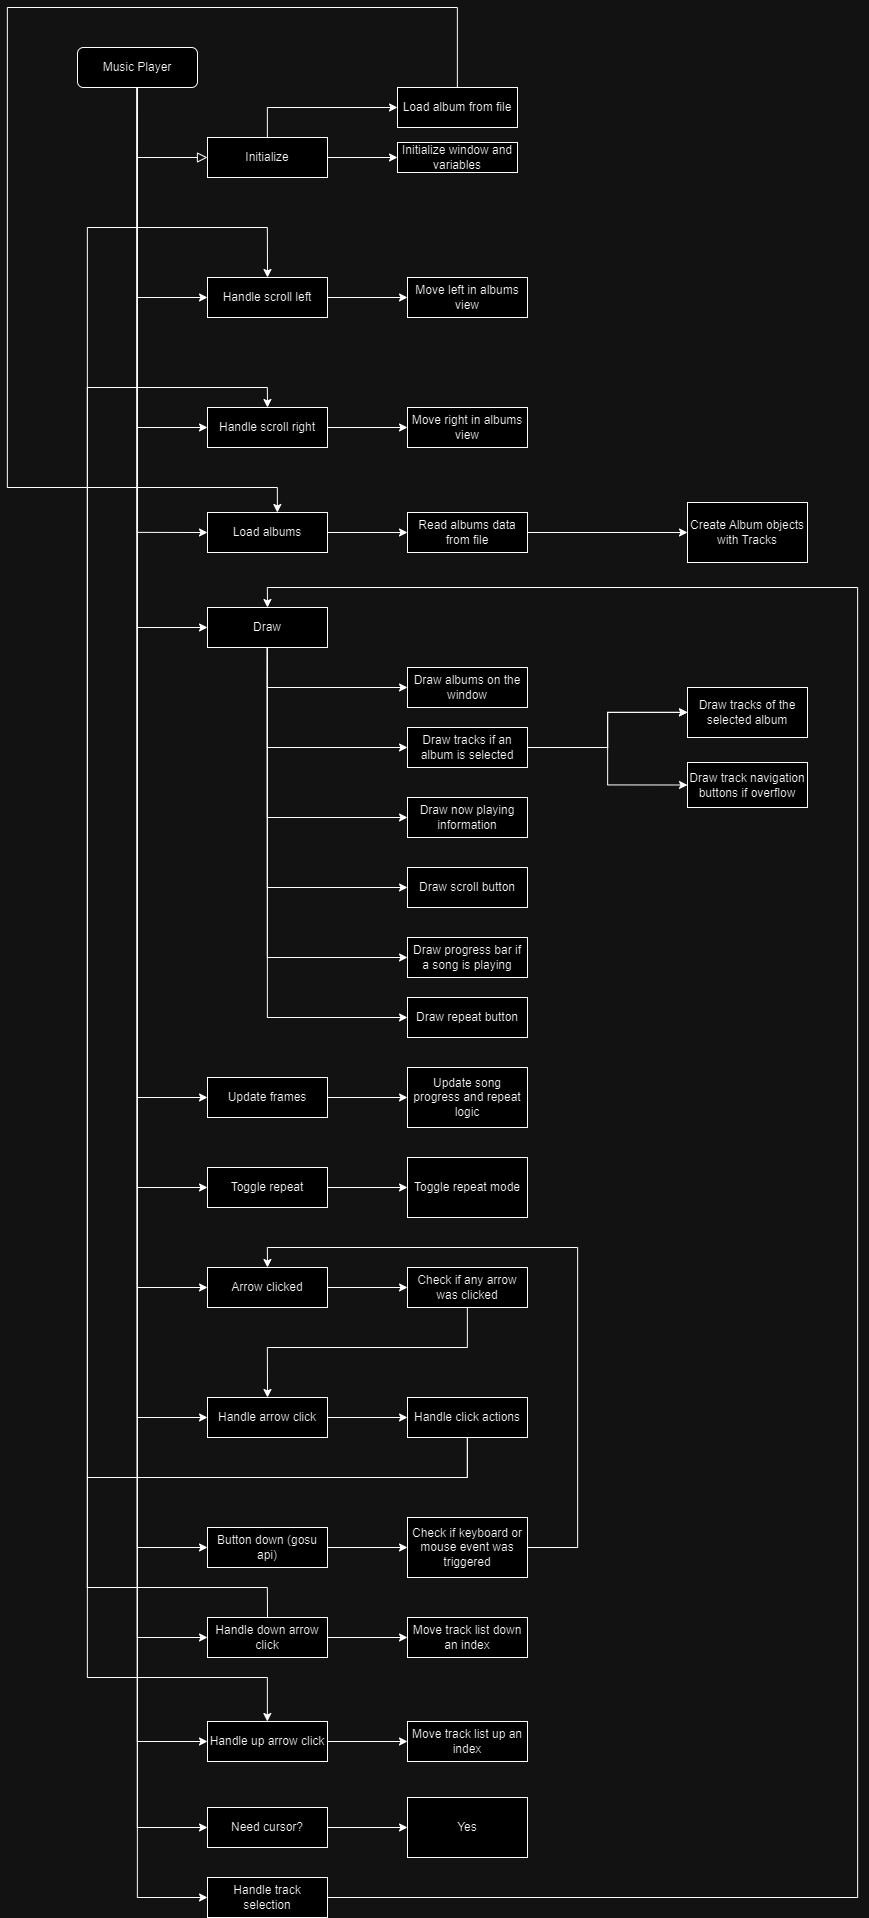 Music Player
Load album from file
Initialize
Initialize window and
variables
Handle scroll left
Move left in albums
view
Handle scroll right
Move right in albums
view
Load albums
Read albums data
from file
Create Album objects
with Tracks
Draw
Draw albums on the
window
Draw tracks if an
album is selected
Draw tracks of the
selected album
Draw track navigation
buttons if overflow
Draw now playing
information
Draw scroll button
Draw progress bar if
a song is playing
Draw repeat button
Update frames
Update song
progress and repeat
logic
Toggle repeat
Toggle repeat mode
Arrow clicked
Check if any arrow
was clicked
Handle arrow click
Handle click actions
Button down (gosu
api)
Check if keyboard or
mouse event was
triggered
Handle down arrow
click
Move track list down
an index
Handle up arrow click
Move track list up an
index
Need cursor?
Yes
Handle track
selection